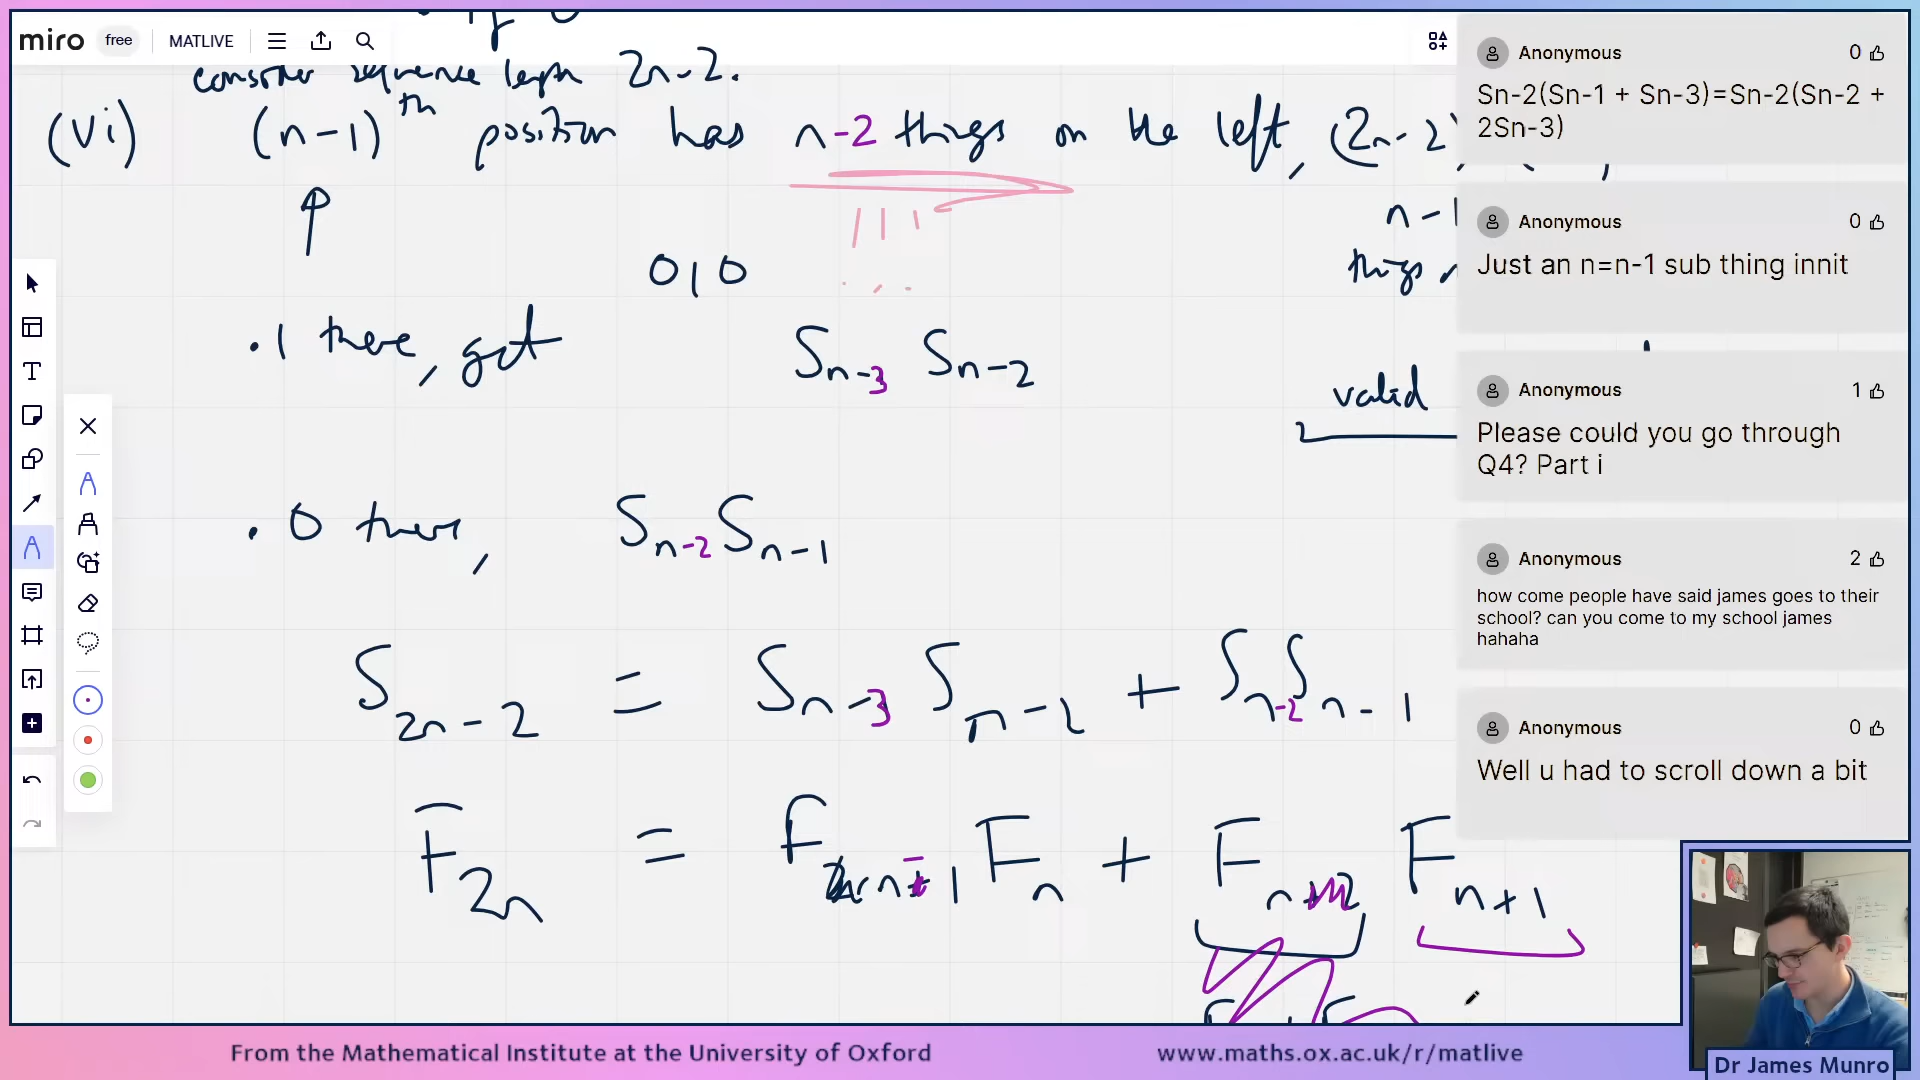 miro free MATLIVE
consider sequence length 2n-2.
(vi) (n-1)th position has n-2 things on the left, (2n-2)
n-1
things
0 1 0
• 1 there, get Sn-3 Sn-2
valid
• 0 there, Sn-2 Sn-1
S2n-2 = Sn-3 Sn-2 + Sn-2 Sn-1
F2n = Fn-1 Fn + Fn Fn+1
Anonymous 0
Sn-2(Sn-1 + Sn-3)=Sn-2(Sn-2 +
2Sn-3)
Anonymous 0
Just an n=n-1 sub thing innit
Anonymous 1
Please could you go through
Q4? Part i
Anonymous 2
how come people have said james goes to their
school? can you come to my school james
hahaha
Anonymous 0
Well u had to scroll down a bit
From the Mathematical Institute at the University of Oxford
www.maths.ox.ac.uk/r/matlive
Dr James Munro